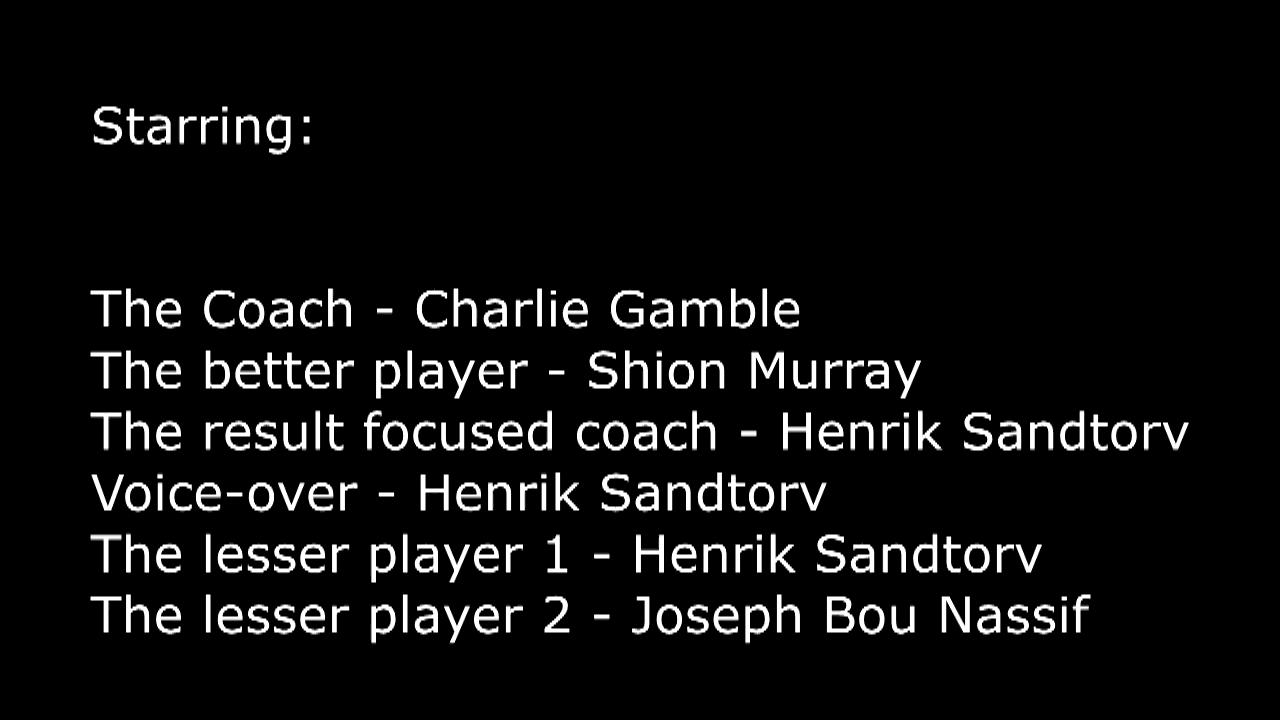 Starring:
The Coach - Charlie Gamble
The better player - Shion Murray
The result focused coach - Henrik Sandtorv
Voice-over - Henrik Sandtorv
The lesser player 1 - Henrik Sandtorv
The lesser player 2 - Joseph Bou Nassif